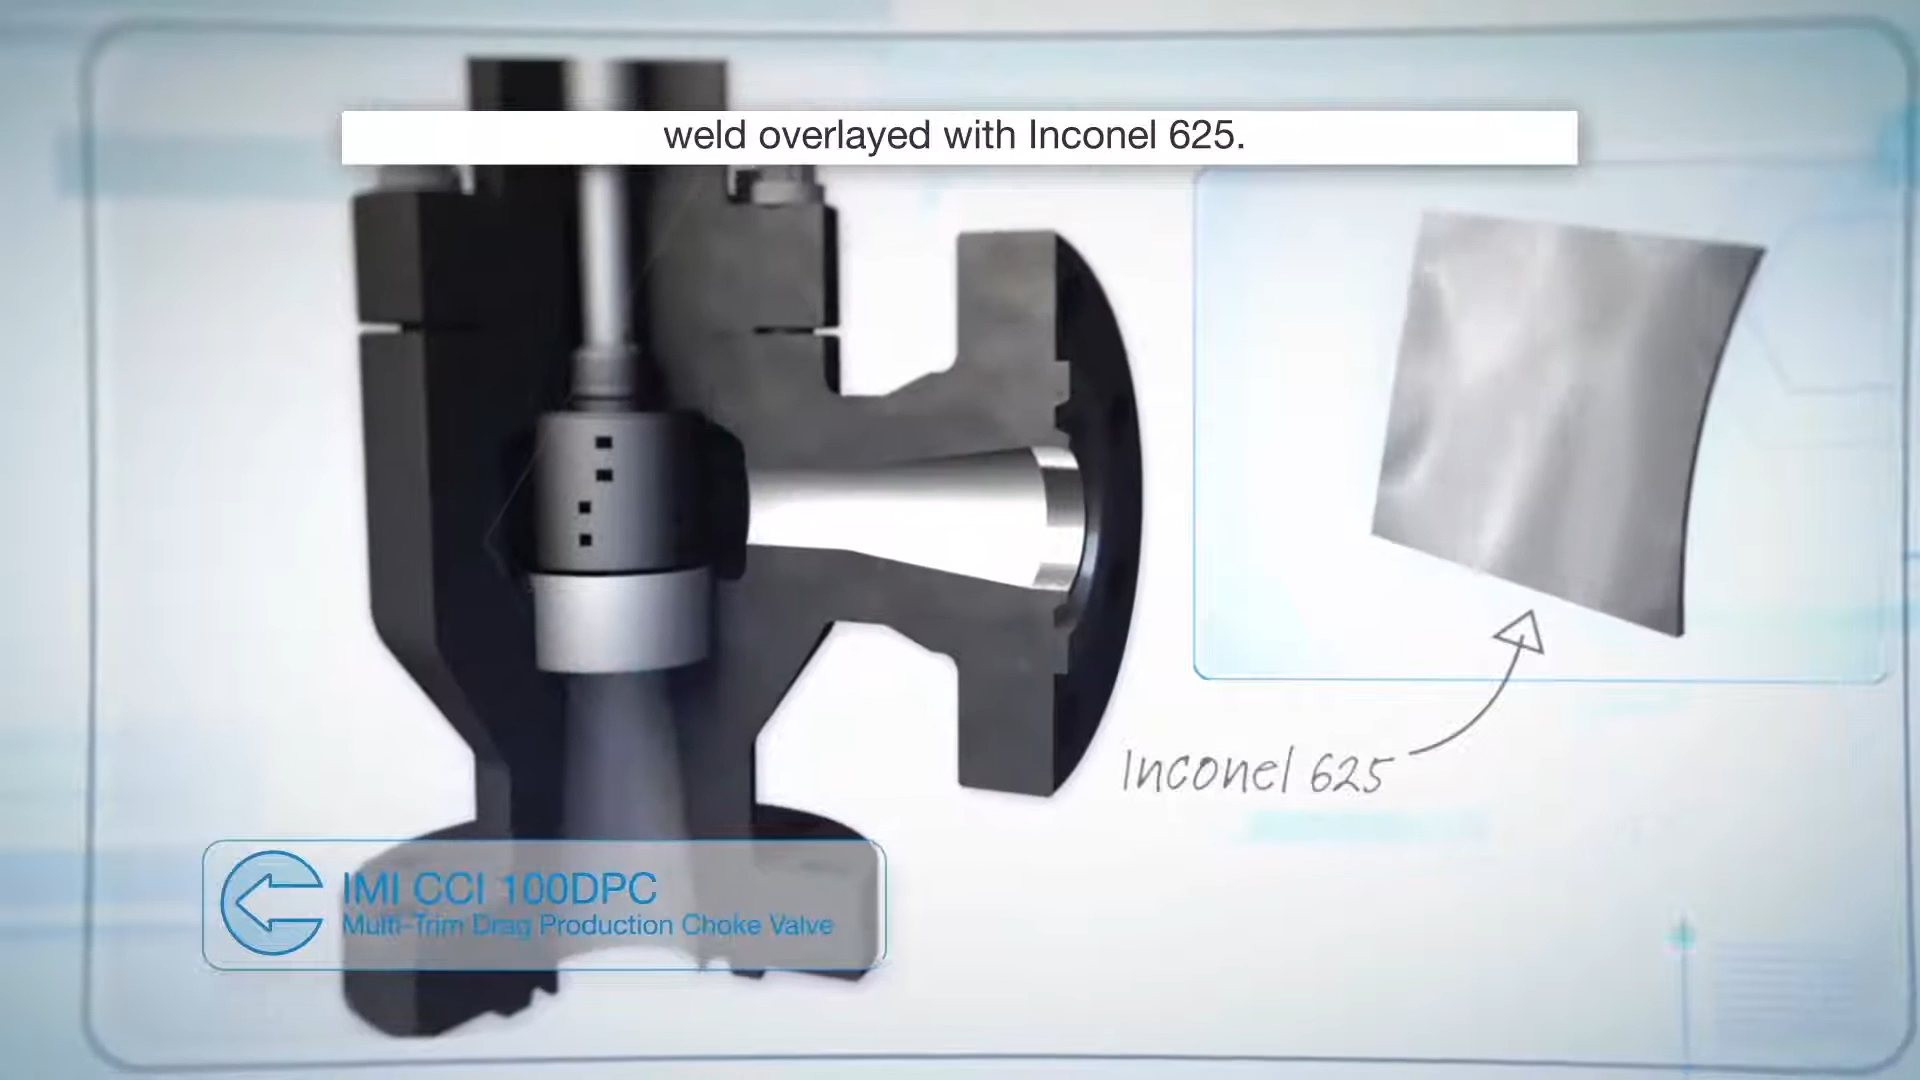 weld overlayed with Inconel 625.
Inconel 625
IMI CCI 100DPC
Multi-Trim Drag Production Choke Valve